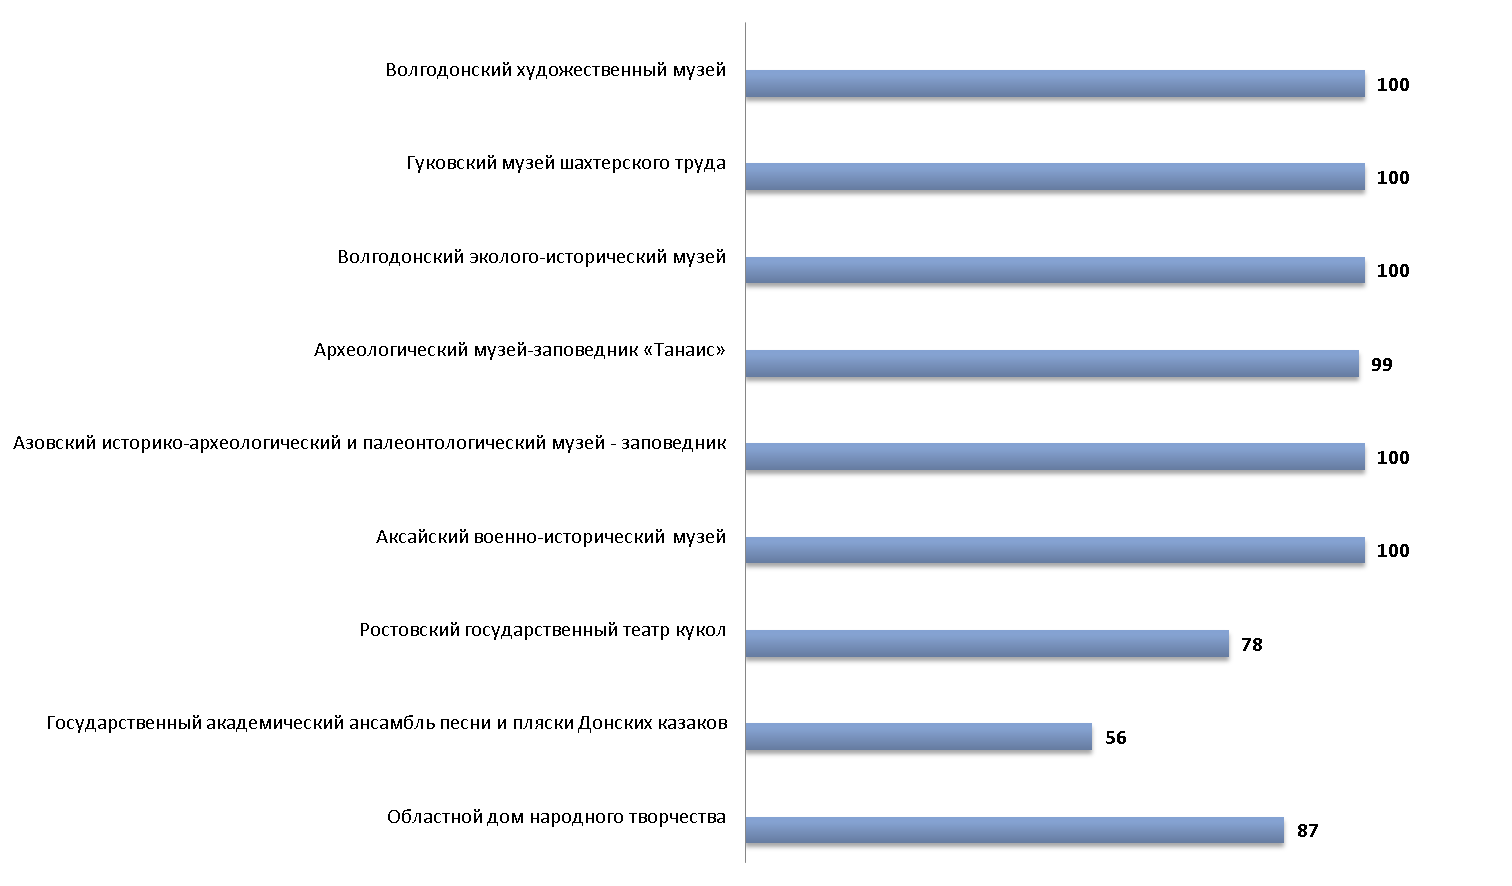 Волгодонский художественный музей
100
Гуковский музей шахтерского труда
100
Волгодонский эколого-исторический музей
100
Археологический музей-заповедник «Танаис»
99
Азовский историко-археологический и палеонтологический музей - заповедник
100
Аксайский военно-исторический музей
100
Ростовский государственный театр кукол
78
Государственный академический ансамбль песни и пляски Донских казаков
56
Областной дом народного творчества
87